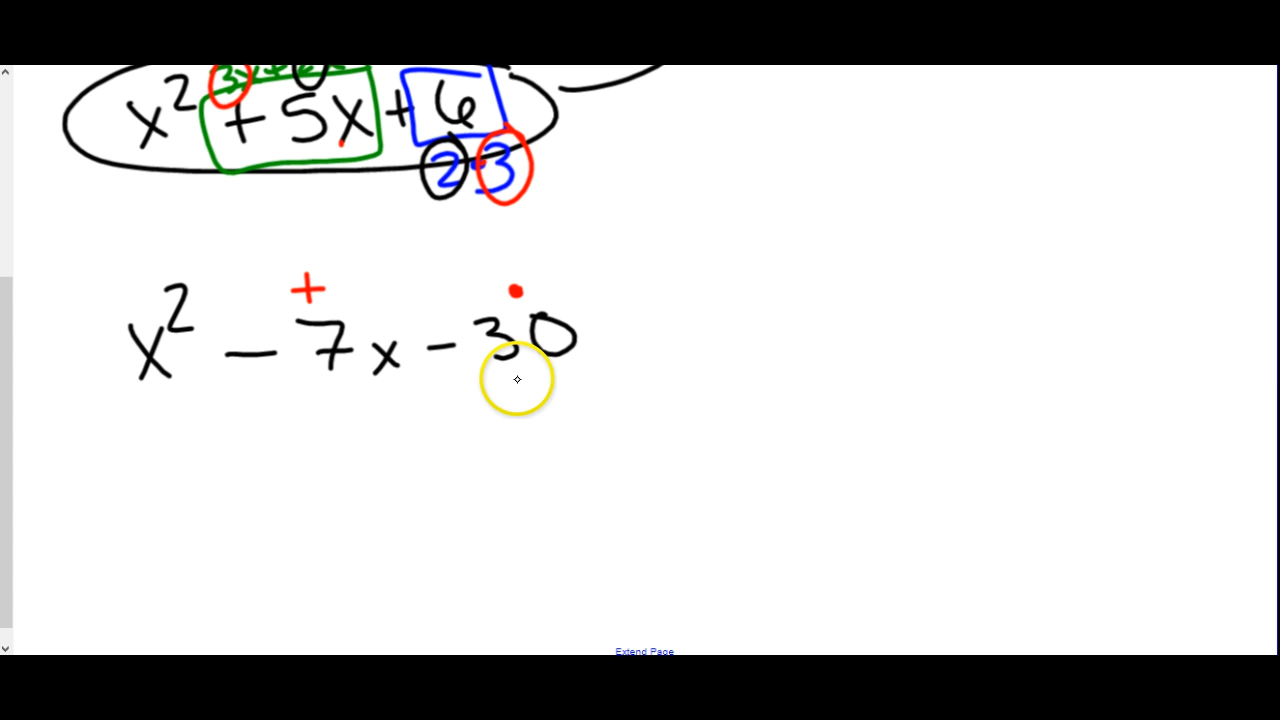 x² + 5x + 6
2 · 3
+ ·
x² - 7x - 30
Extend Page